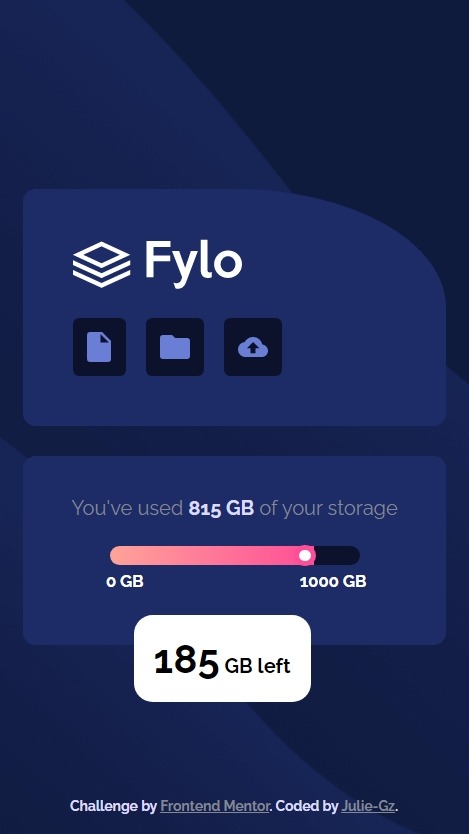 Fylo
You've used 815 GB of your storage
0 GB 1000 GB
185 GB left
Challenge by Frontend Mentor. Coded by Julie-Gz.